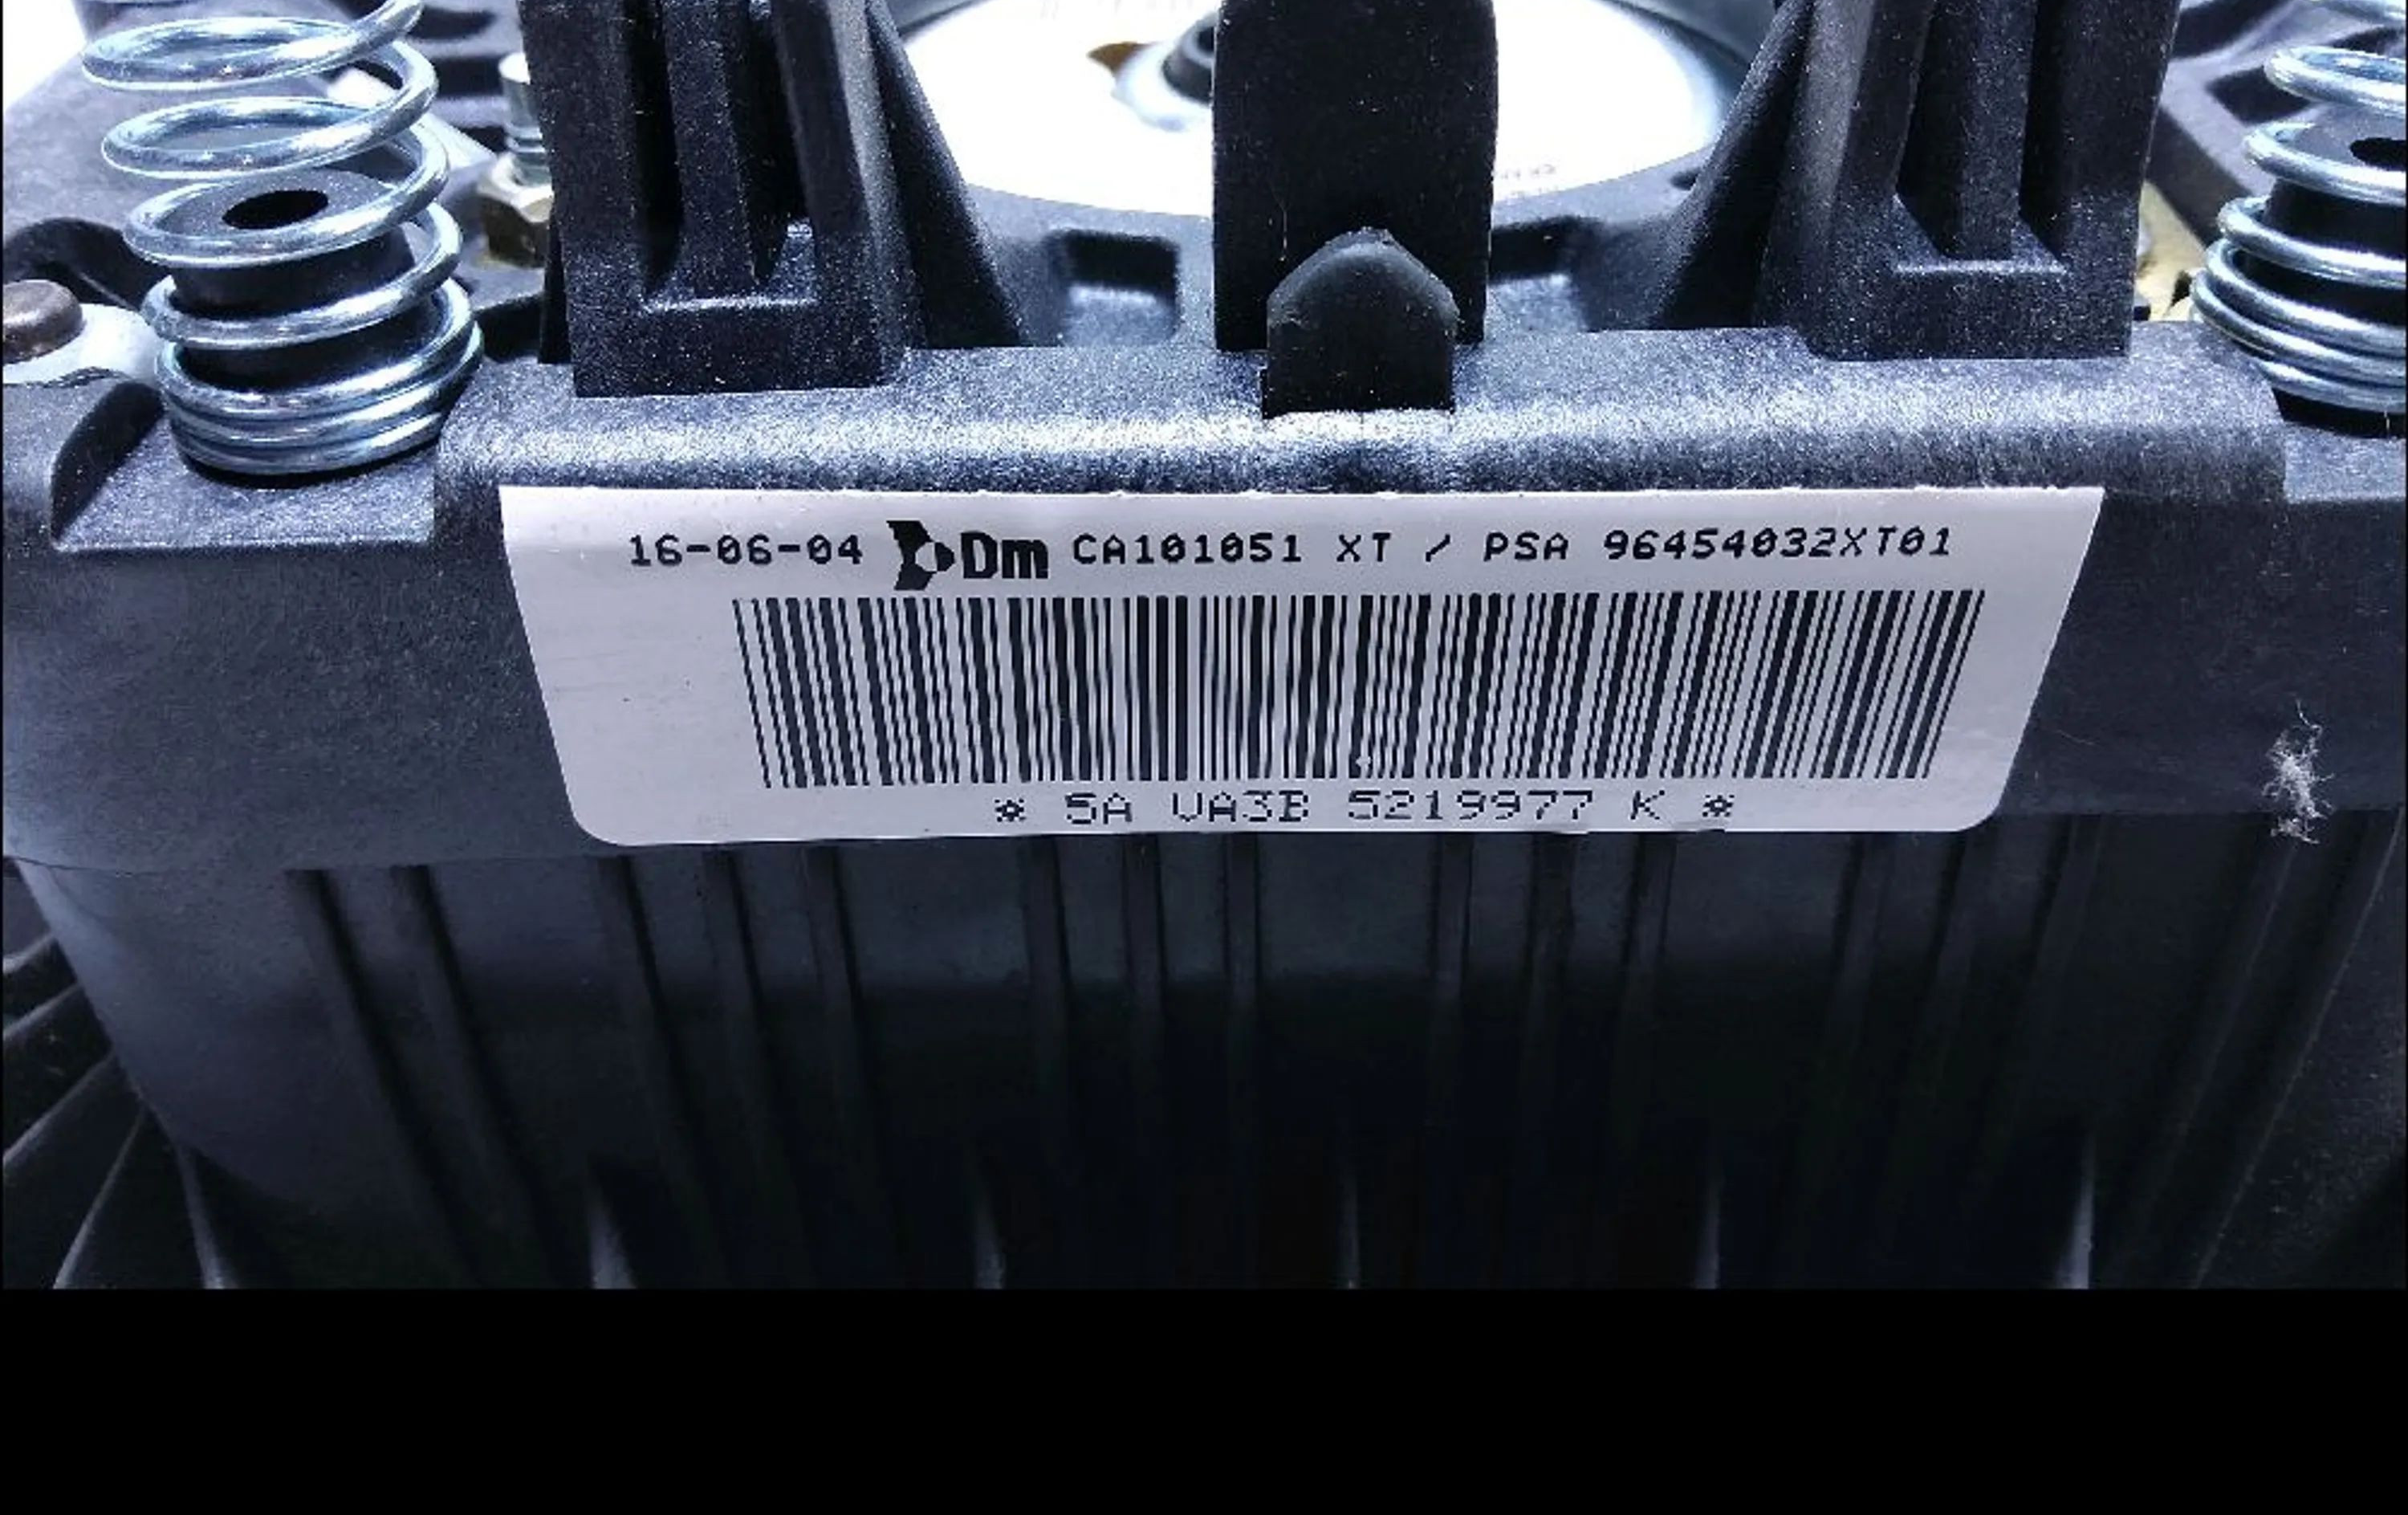 16-06-04 Dm CA101051 XT / PSA 96454032XT01
* 5A VA3B 5219977 K *